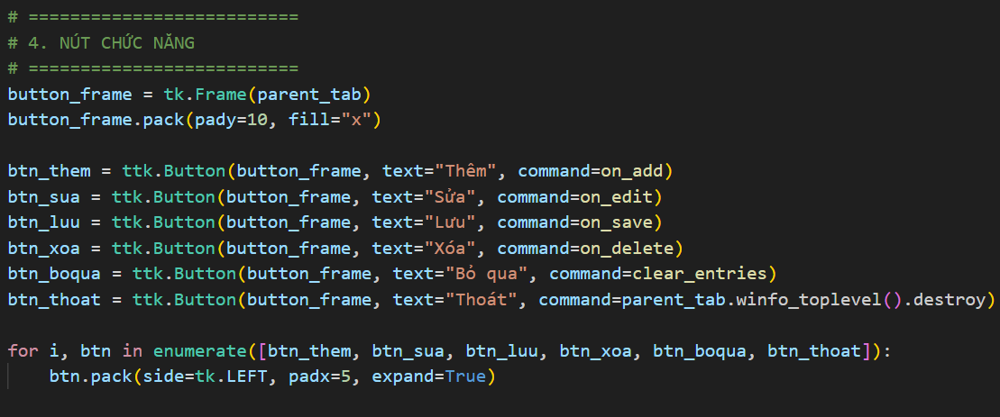 # ==========================
# 4. NÚT CHỨC NĂNG
# ==========================
button_frame = tk.Frame(parent_tab)
button_frame.pack(pady=10, fill="x")
btn_them = ttk.Button(button_frame, text="Thêm", command=on_add)
btn_sua = ttk.Button(button_frame, text="Sửa", command=on_edit)
btn_luu = ttk.Button(button_frame, text="Lưu", command=on_save)
btn_xoa = ttk.Button(button_frame, text="Xóa", command=on_delete)
btn_boqua = ttk.Button(button_frame, text="Bỏ qua", command=clear_entries)
btn_thoat = ttk.Button(button_frame, text="Thoát", command=parent_tab.winfo_toplevel().destroy)
for i, btn in enumerate([btn_them, btn_sua, btn_luu, btn_xoa, btn_boqua, btn_thoat]):
    btn.pack(side=tk.LEFT, padx=5, expand=True)